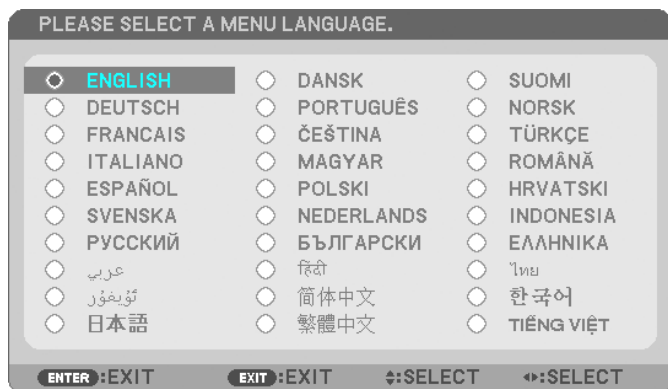 PLEASE SELECT A MENU LANGUAGE.
ENGLISH DANSK SUOMI
DEUTSCH PORTUGUÊS NORSK
FRANCAIS ČEŠTINA TÜRKÇE
ITALIANO MAGYAR ROMÂNĂ
ESPAÑOL POLSKI HRVATSKI
SVENSKA NEDERLANDS INDONESIA
РУССКИЙ БЪЛГАРСКИ ΕΛΛΗΝΙΚΑ
عربي हिंदी ไทย
ئۇيغۇر 简体中文 한국어
日本語 繁體中文 TIẾNG VIỆT
ENTER :EXIT EXIT :EXIT :SELECT :SELECT